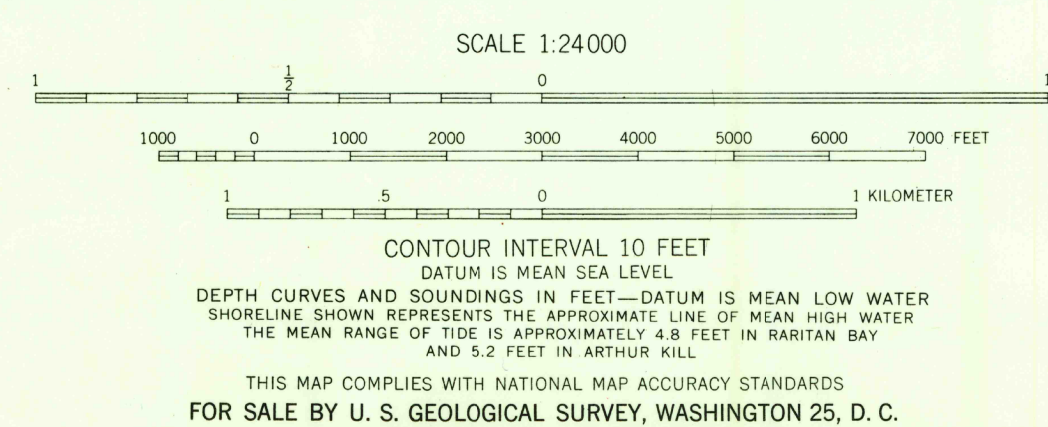 SCALE 1:24 000
1 1/2 0 1
1000 0 1000 2000 3000 4000 5000 6000 7000 FEET
1 .5 0 1 KILOMETER
CONTOUR INTERVAL 10 FEET
DATUM IS MEAN SEA LEVEL
DEPTH CURVES AND SOUNDINGS IN FEET—DATUM IS MEAN LOW WATER
SHORELINE SHOWN REPRESENTS THE APPROXIMATE LINE OF MEAN HIGH WATER
THE MEAN RANGE OF TIDE IS APPROXIMATELY 4.8 FEET IN RARITAN BAY
AND 5.2 FEET IN ARTHUR KILL
THIS MAP COMPLIES WITH NATIONAL MAP ACCURACY STANDARDS
FOR SALE BY U. S. GEOLOGICAL SURVEY, WASHINGTON 25, D. C.